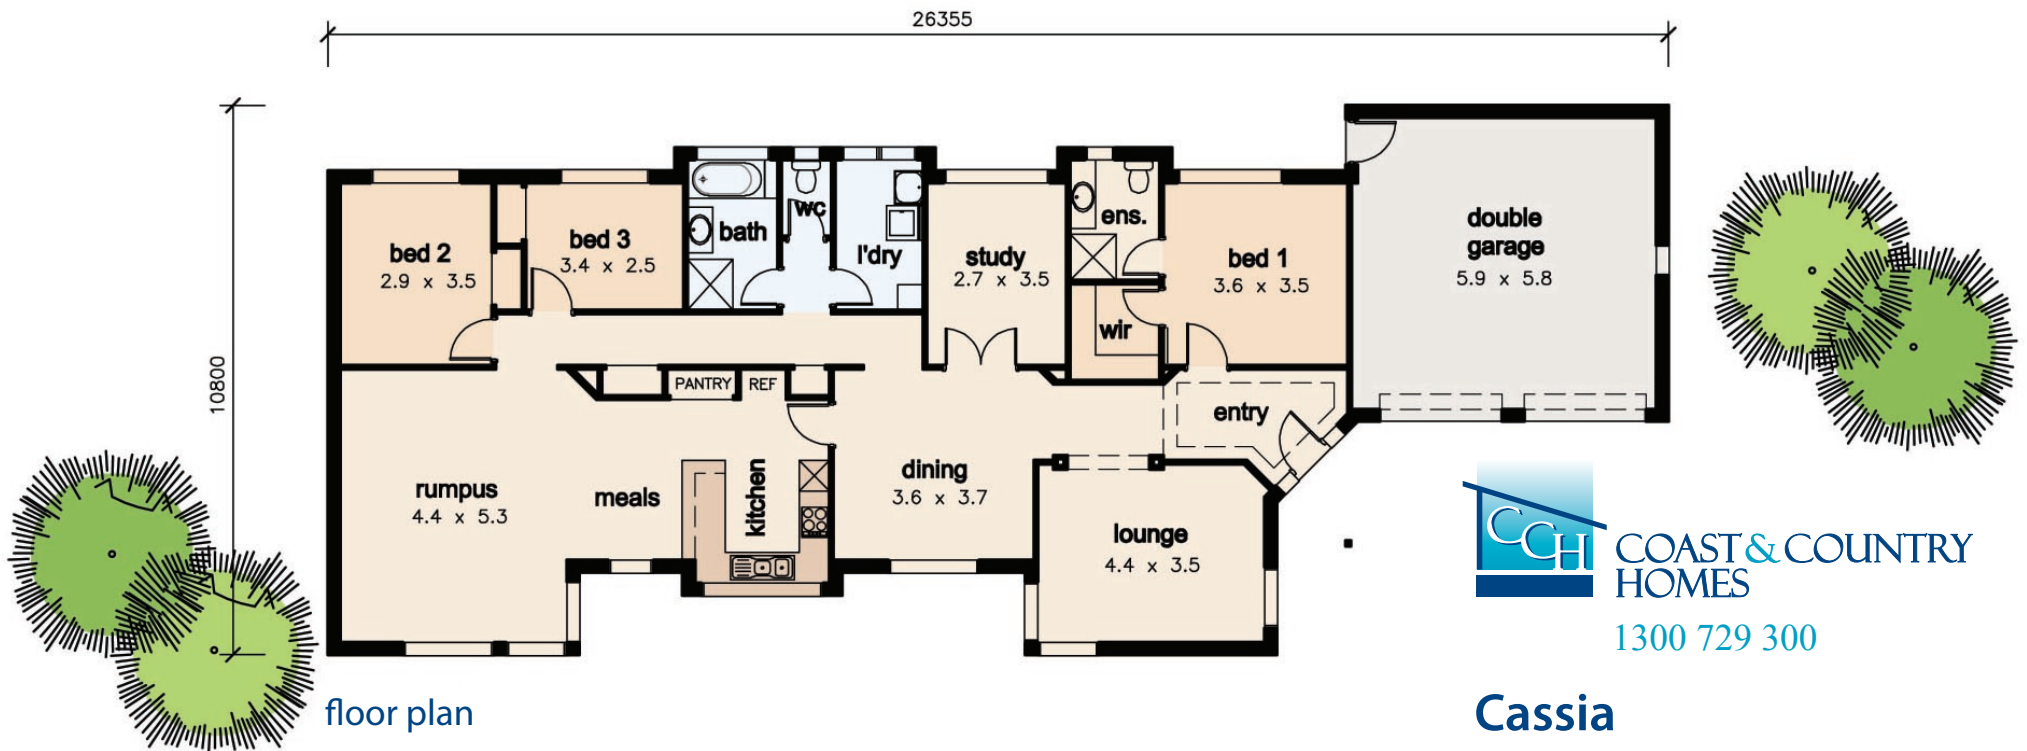 26355
10800
bed 2
2.9 x 3.5
bed 3
3.4 x 2.5
bath
wc
l'dry
study
2.7 x 3.5
ens.
wir
bed 1
3.6 x 3.5
double
garage
5.9 x 5.8
PANTRY
REF
entry
rumpus
4.4 x 5.3
meals
kitchen
dining
3.6 x 3.7
lounge
4.4 x 3.5
CCH
COAST & COUNTRY
HOMES
1300 729 300
floor plan
Cassia